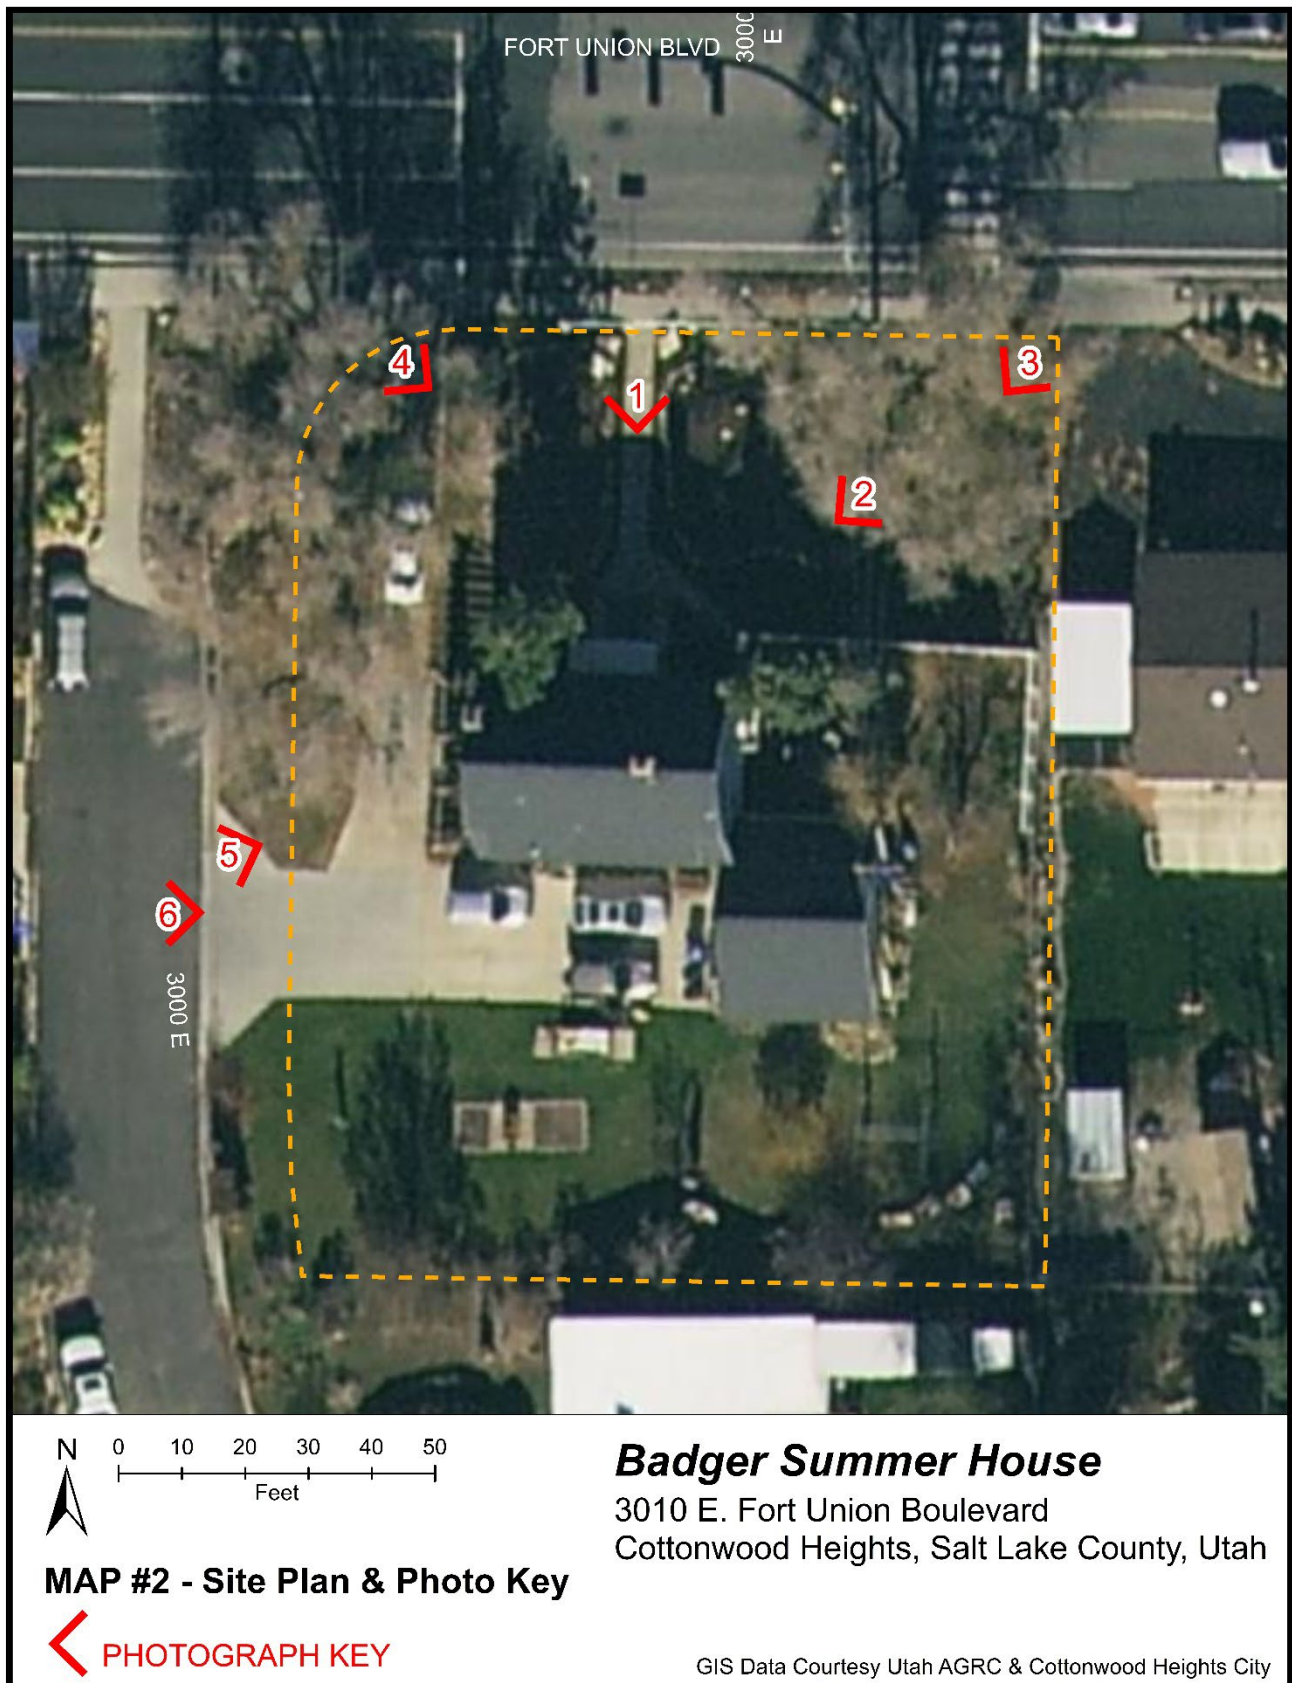 FORT UNION BLVD
3000 E
4
1
3
2
5
6
3000 E
N
0 10 20 30 40 50
Feet
MAP #2 - Site Plan & Photo Key
PHOTOGRAPH KEY
Badger Summer House
3010 E. Fort Union Boulevard
Cottonwood Heights, Salt Lake County, Utah
GIS Data Courtesy Utah AGRC & Cottonwood Heights City